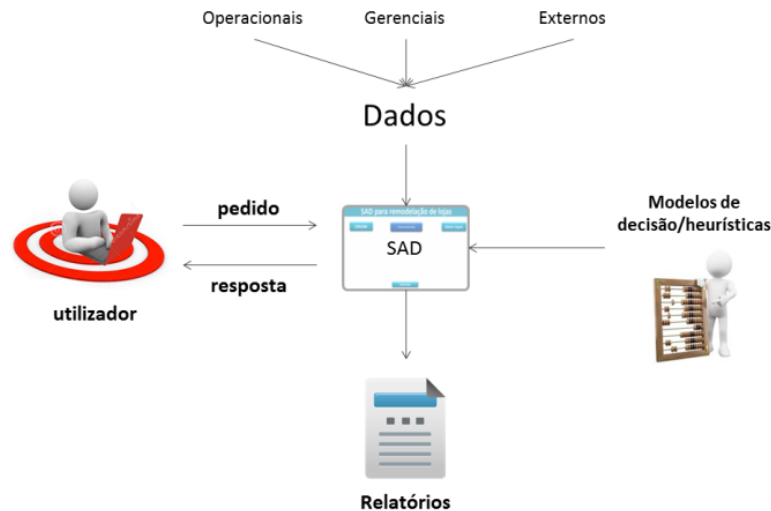 Operacionais
Gerenciais
Externos
Dados
SAD para remodelação de lojas
SAD
pedido
resposta
utilizador
Modelos de
decisão/heurísticas
Relatórios